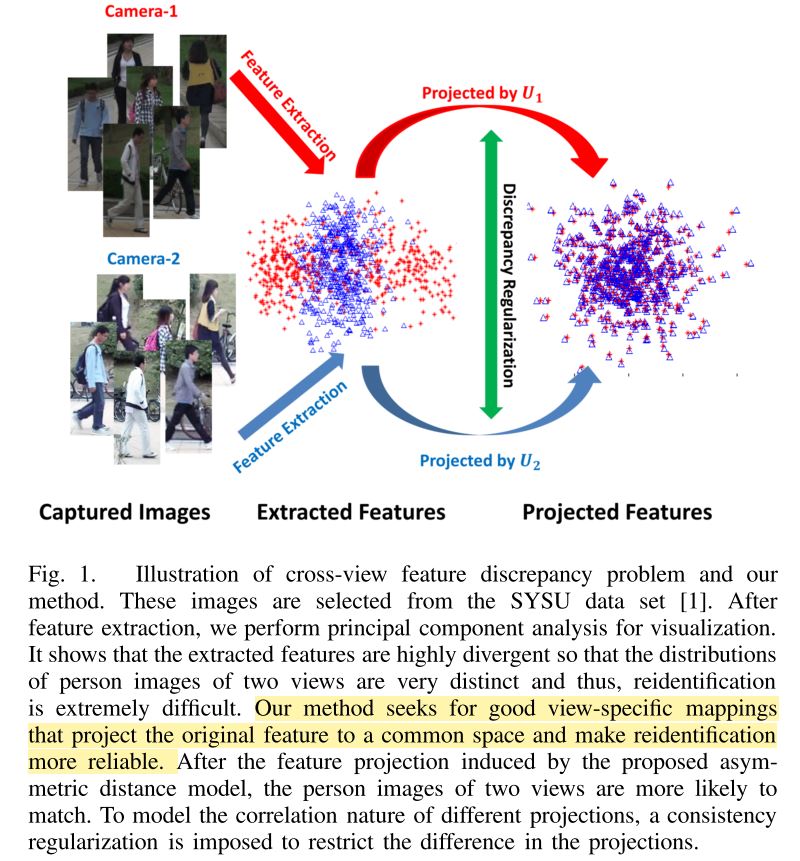 Camera-1
Feature Extraction
Projected by U1
Discrepancy Regularization
Camera-2
Feature Extraction
Projected by U2
Captured Images
Extracted Features
Projected Features
Fig. 1. Illustration of cross-view feature discrepancy problem and our
method. These images are selected from the SYSU data set [1]. After
feature extraction, we perform principal component analysis for visualization.
It shows that the extracted features are highly divergent so that the distributions
of person images of two views are very distinct and thus, reidentification
is extremely difficult. Our method seeks for good view-specific mappings
that project the original feature to a common space and make reidentification
more reliable. After the feature projection induced by the proposed asym-
metric distance model, the person images of two views are more likely to
match. To model the correlation nature of different projections, a consistency
regularization is imposed to restrict the difference in the projections.